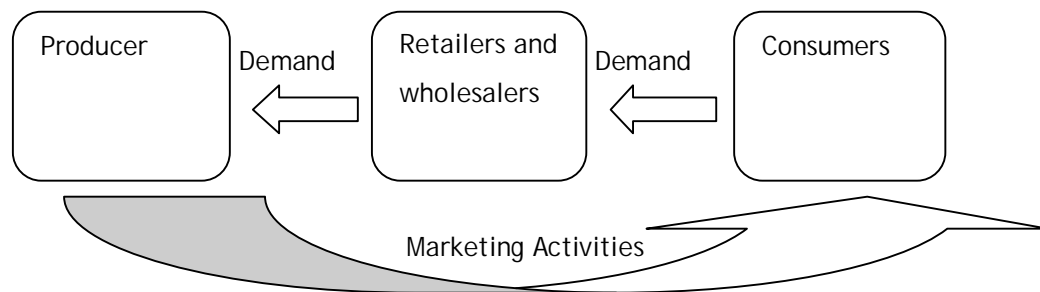 Producer
Demand
Retailers and
wholesalers
Demand
Consumers
Marketing Activities